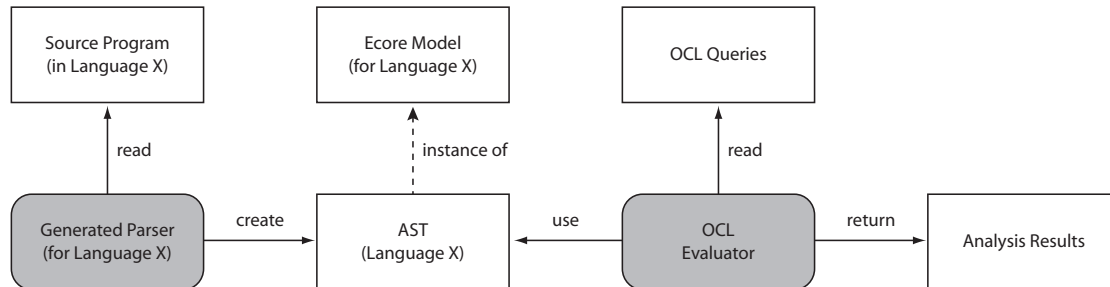 Source Program
(in Language X)
Ecore Model
(for Language X)
OCL Queries
read
instance of
read
Generated Parser
(for Language X)
create
AST
(Language X)
use
OCL
Evaluator
return
Analysis Results